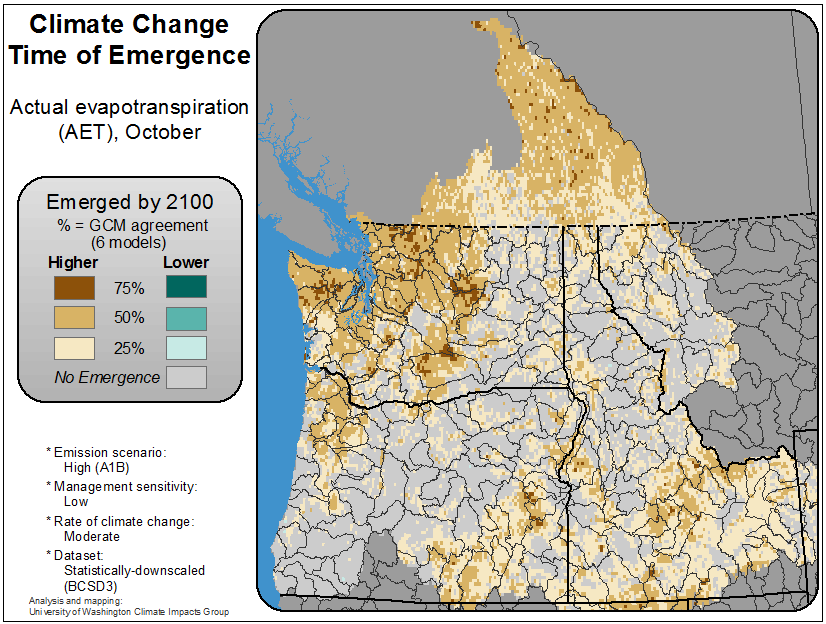 Climate Change
Time of Emergence
Actual evapotranspiration
(AET), October
Emerged by 2100
% = GCM agreement
(6 models)
Higher Lower
75%
50%
25%
No Emergence
* Emission scenario:
High (A1B)
* Management sensitivity:
Low
* Rate of climate change:
Moderate
* Dataset:
Statistically-downscaled
(BCSD3)
Analysis and mapping:
University of Washington Climate Impacts Group